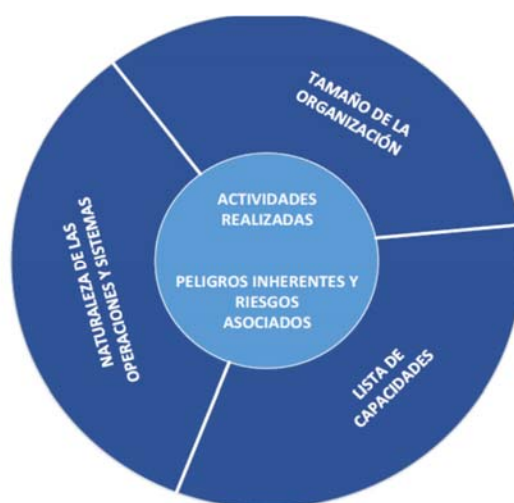 TAMAÑO DE LA
ORGANIZACIÓN
ACTIVIDADES
REALIZADAS
PELIGROS INHERENTES Y
RIESGOS
ASOCIADOS
NATURALEZA DE LAS
OPERACIONES Y SISTEMAS
LISTA DE
CAPACIDADES